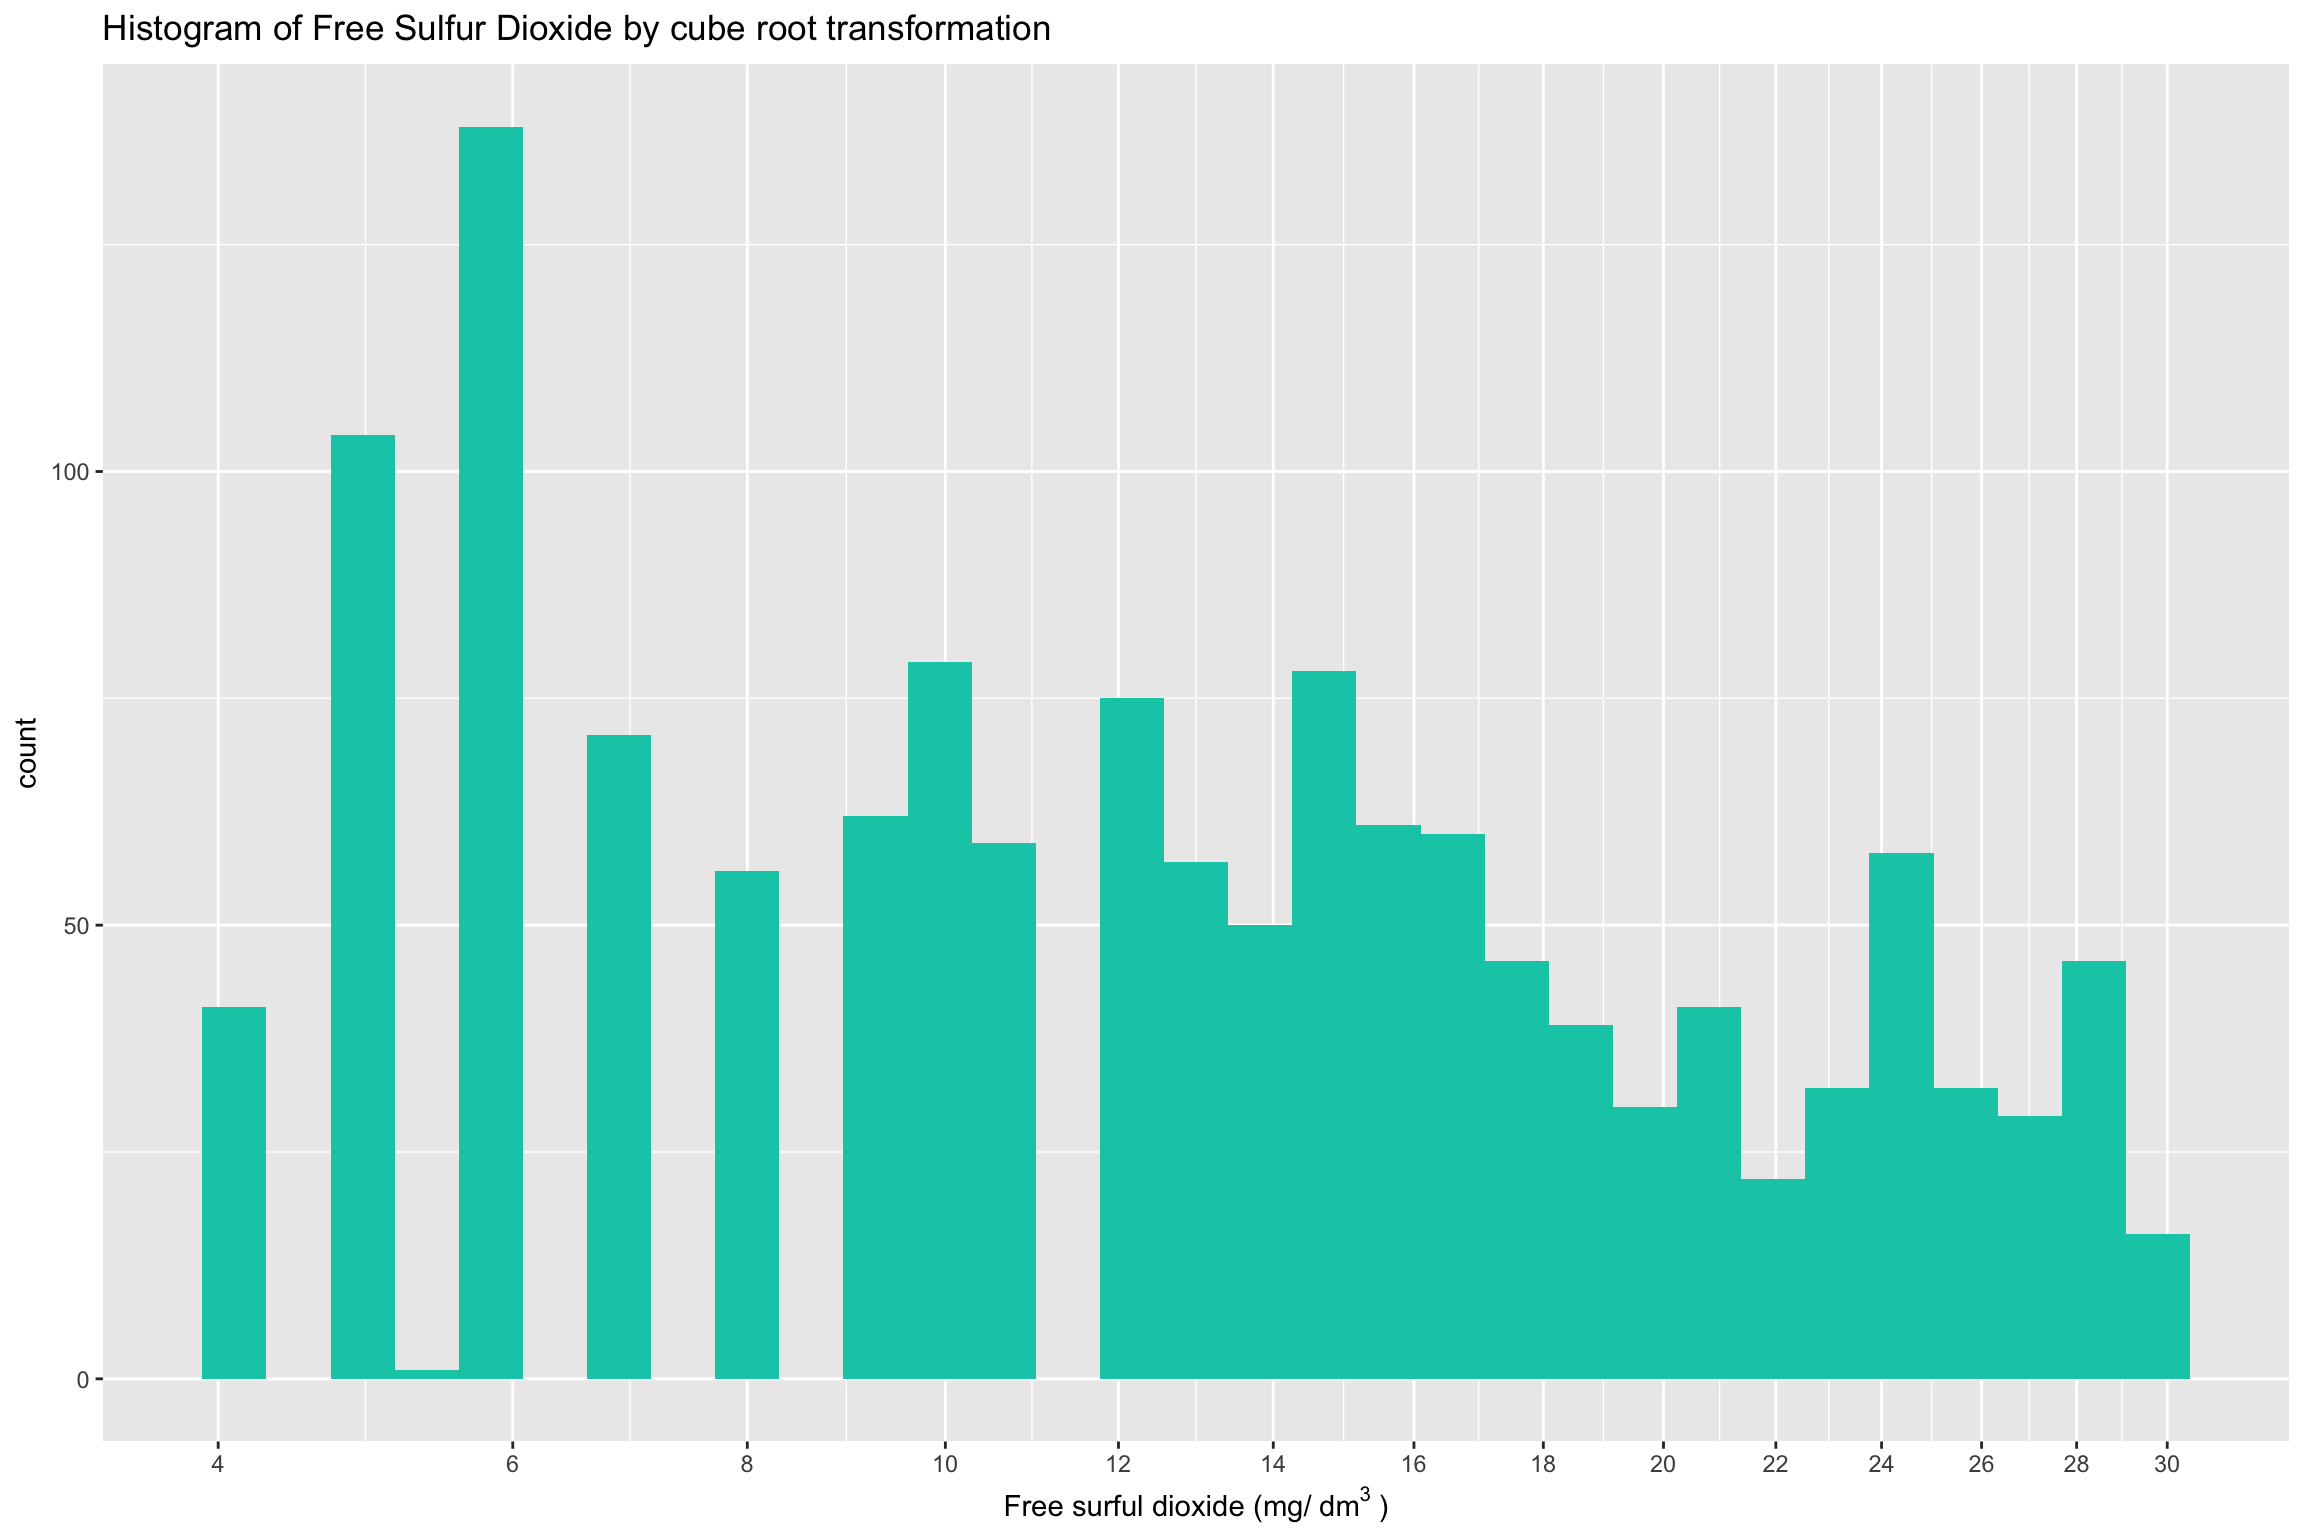 Histogram of Free Sulfur Dioxide by cube root transformation
count
100
50
0
4 6 8 10 12 14 16 18 20 22 24 26 28 30
Free surful dioxide (mg/ dm³ )